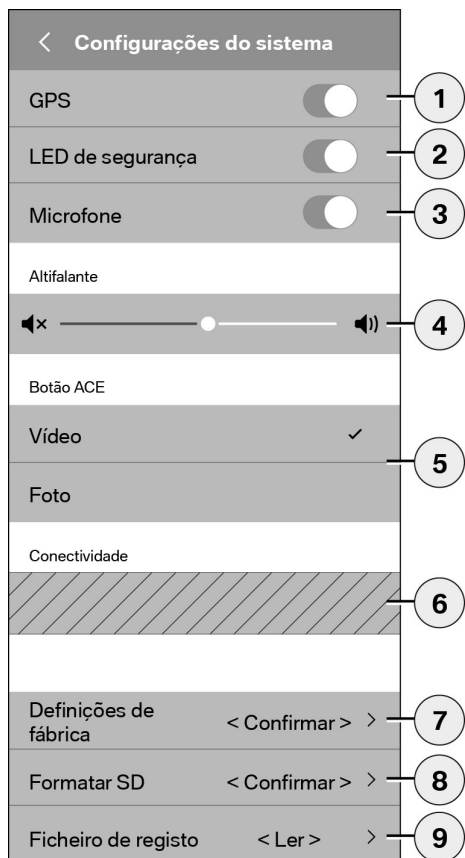 Configurações do sistema
GPS 1
LED de segurança 2
Microfone 3
Altifalante
4
Botão ACE
Vídeo
5
Foto
Conectividade
6
Definições de
fábrica < Confirmar > 7
Formatar SD < Confirmar > 8
Ficheiro de registo < Ler > 9